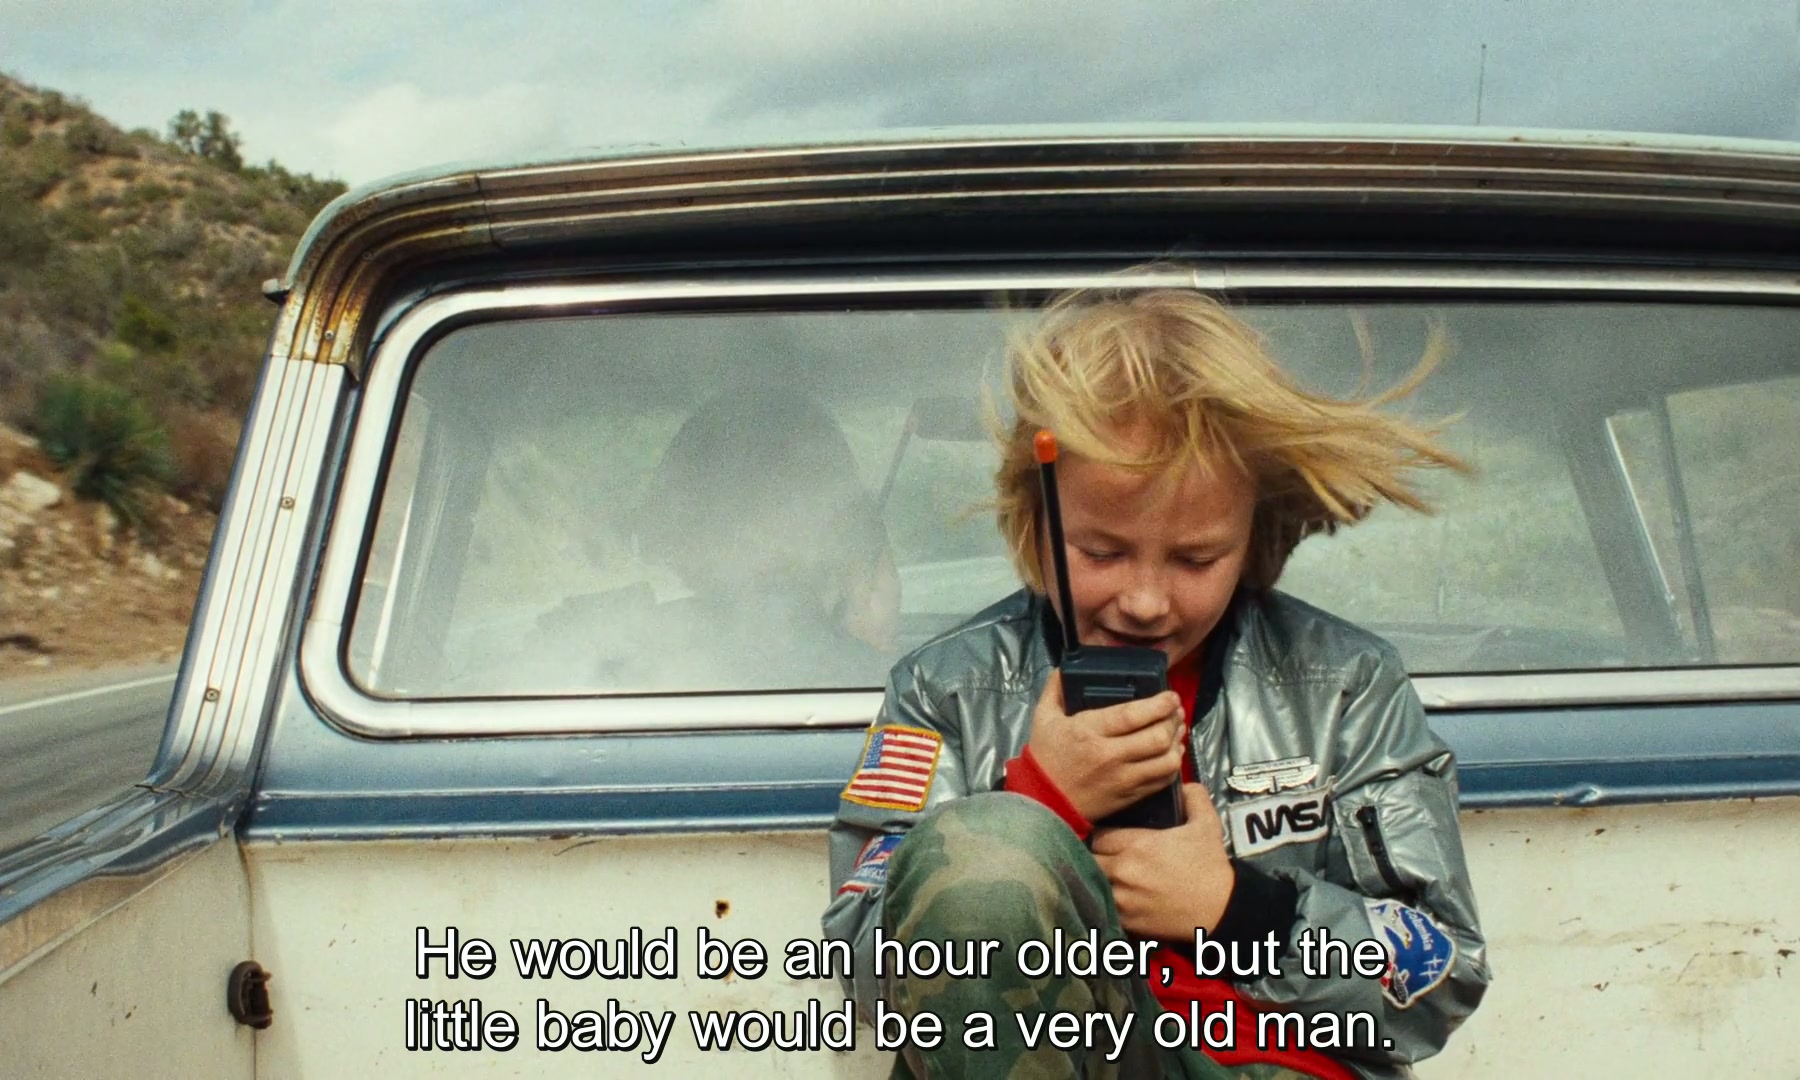 NASA
He would be an hour older, but the
little baby would be a very old man.